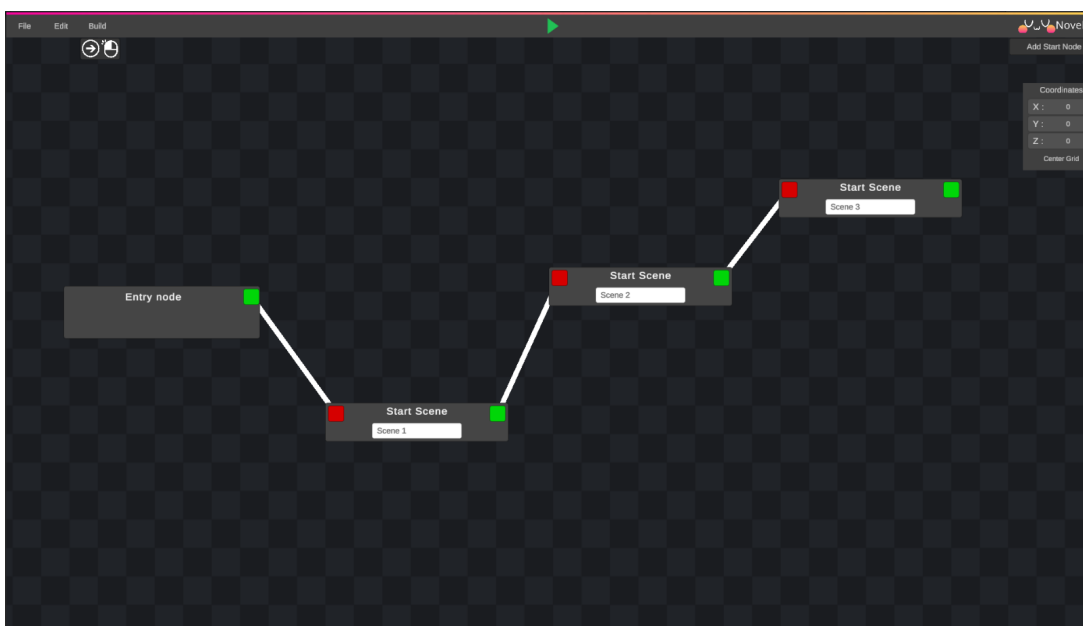 File Edit Build
Novel
Add Start Node
Coordinates
X : 0
Y : 0
Z : 0
Center Grid
Start Scene
Scene 3
Start Scene
Scene 2
Entry node
Start Scene
Scene 1